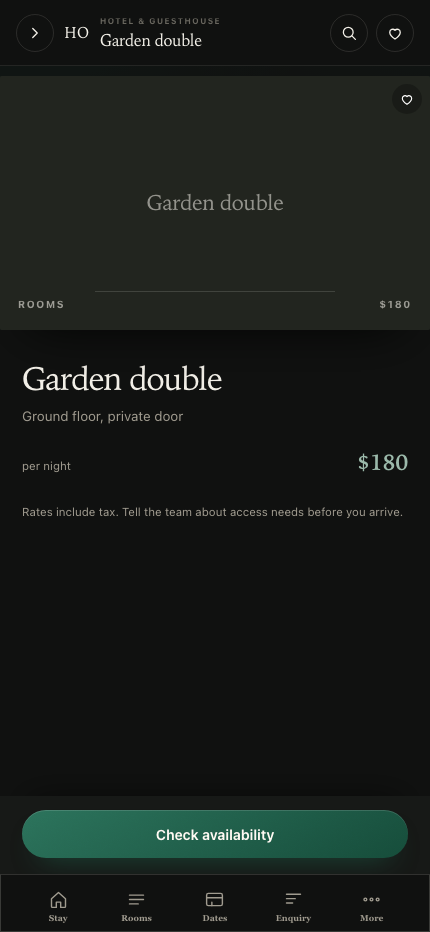 HO
HOTEL & GUESTHOUSE
Garden double
Garden double
ROOMS
$180
Garden double
Ground floor, private door
per night
$180
Rates include tax. Tell the team about access needs before you arrive.
Check availability
Stay
Rooms
Dates
Enquiry
More